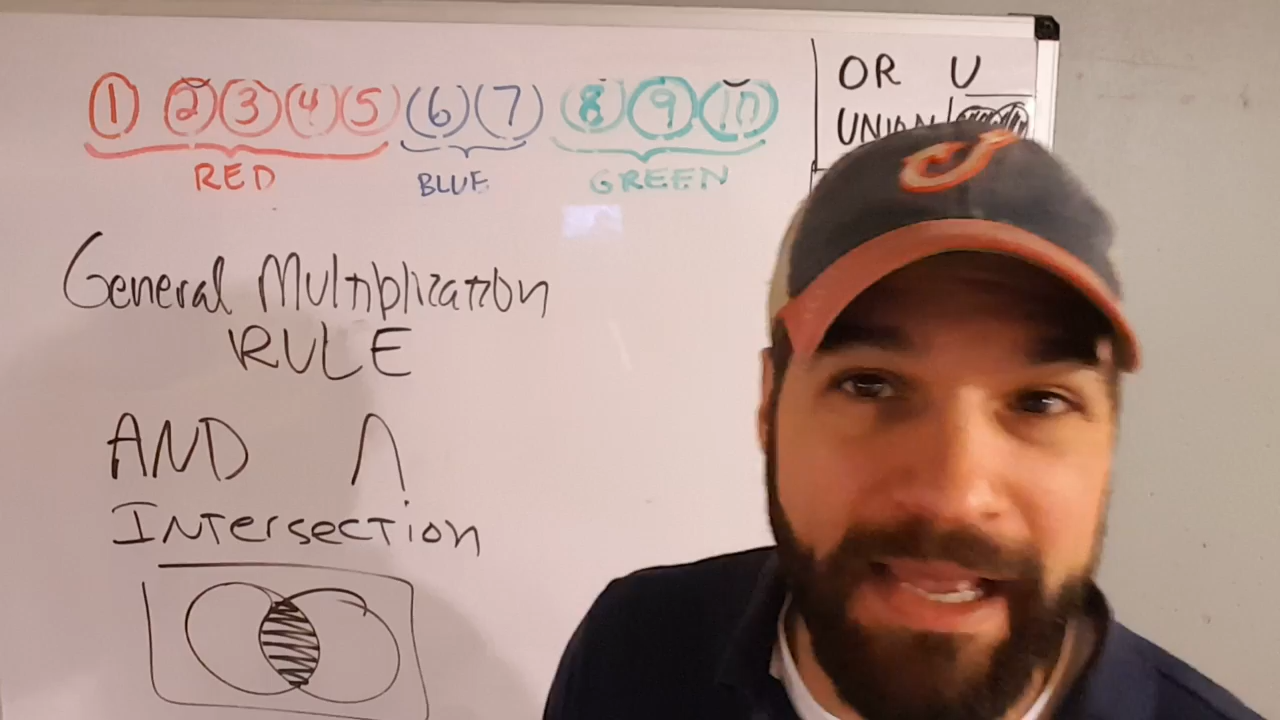 1 2 3 4 5 6 7 8 9 10
RED BLUE GREEN
General Multiplication
RULE
AND ∩
Intersection
OR U
UNION